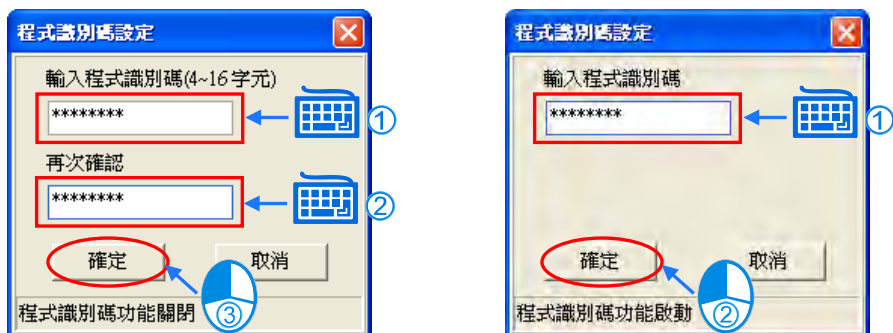 程式識別碼設定
輸入程式識別碼(4~16字元)
********
①
再次確認
********
②
確定
取消
③
程式識別碼功能關閉
程式識別碼設定
輸入程式識別碼
********
①
確定
取消
②
程式識別碼功能啟動